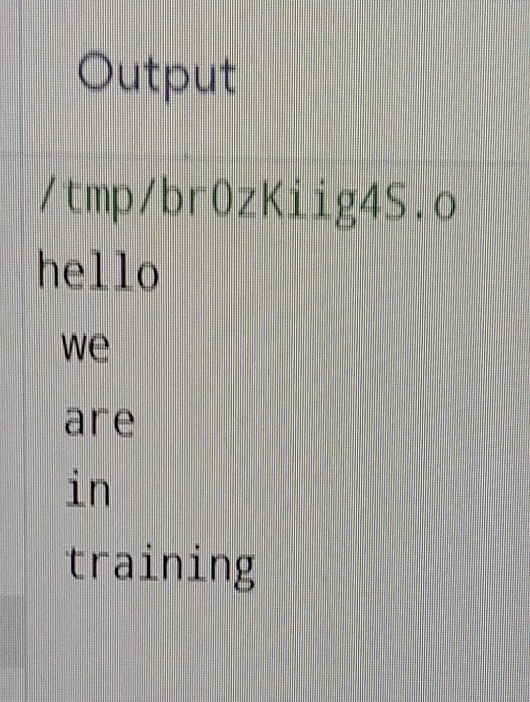 Output
/tmp/br0zKiig4S.o
hello
we
are
in
training